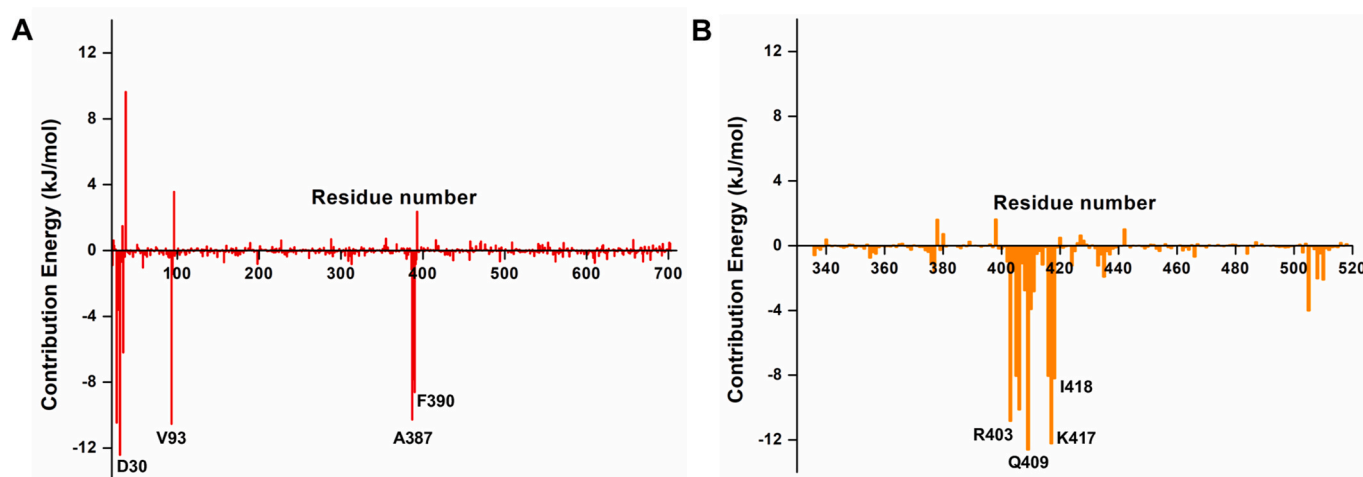 A
Contribution Energy (kJ/mol)
12
8
4
0
-4
-8
-12
Residue number
100
200
300
400
500
600
700
D30
V93
A387
F390
B
Contribution Energy (kJ/mol)
12
8
4
0
-4
-8
-12
Residue number
340
360
380
400
420
440
460
480
500
520
R403
Q409
K417
I418